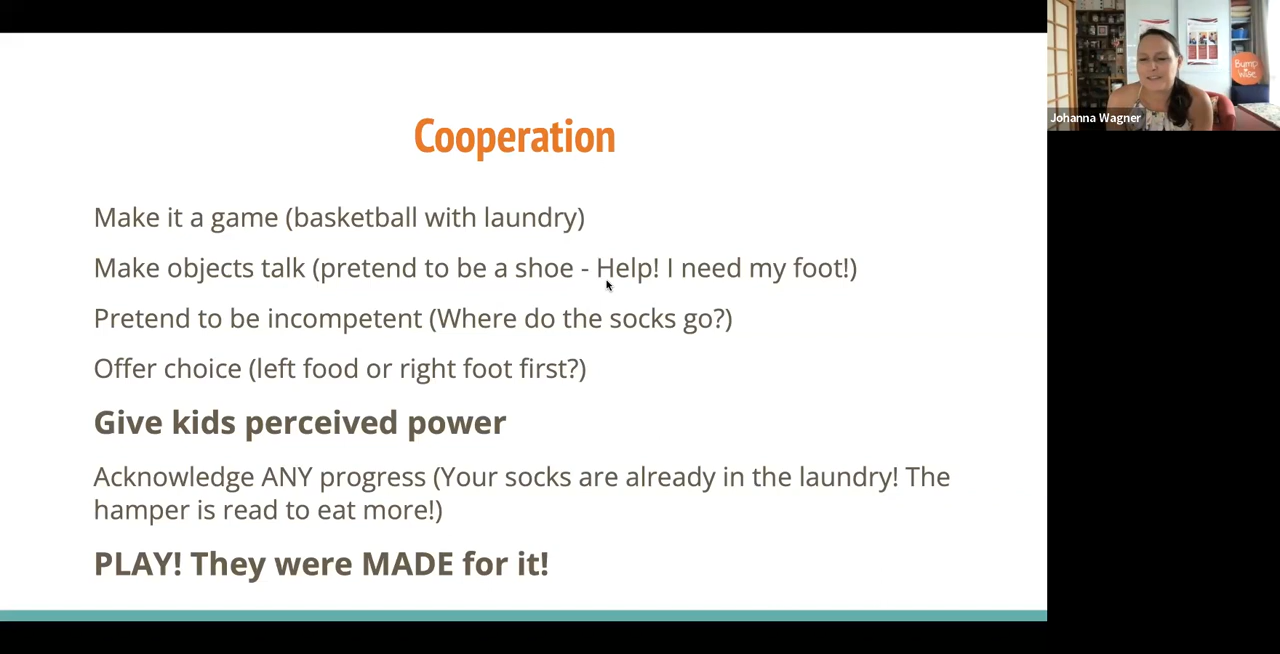 Cooperation
Make it a game (basketball with laundry)
Make objects talk (pretend to be a shoe - Help! I need my foot!)
Pretend to be incompetent (Where do the socks go?)
Offer choice (left food or right foot first?)
Give kids perceived power
Acknowledge ANY progress (Your socks are already in the laundry! The
hamper is read to eat more!)
PLAY! They were MADE for it!
Bump
wise
Johanna Wagner